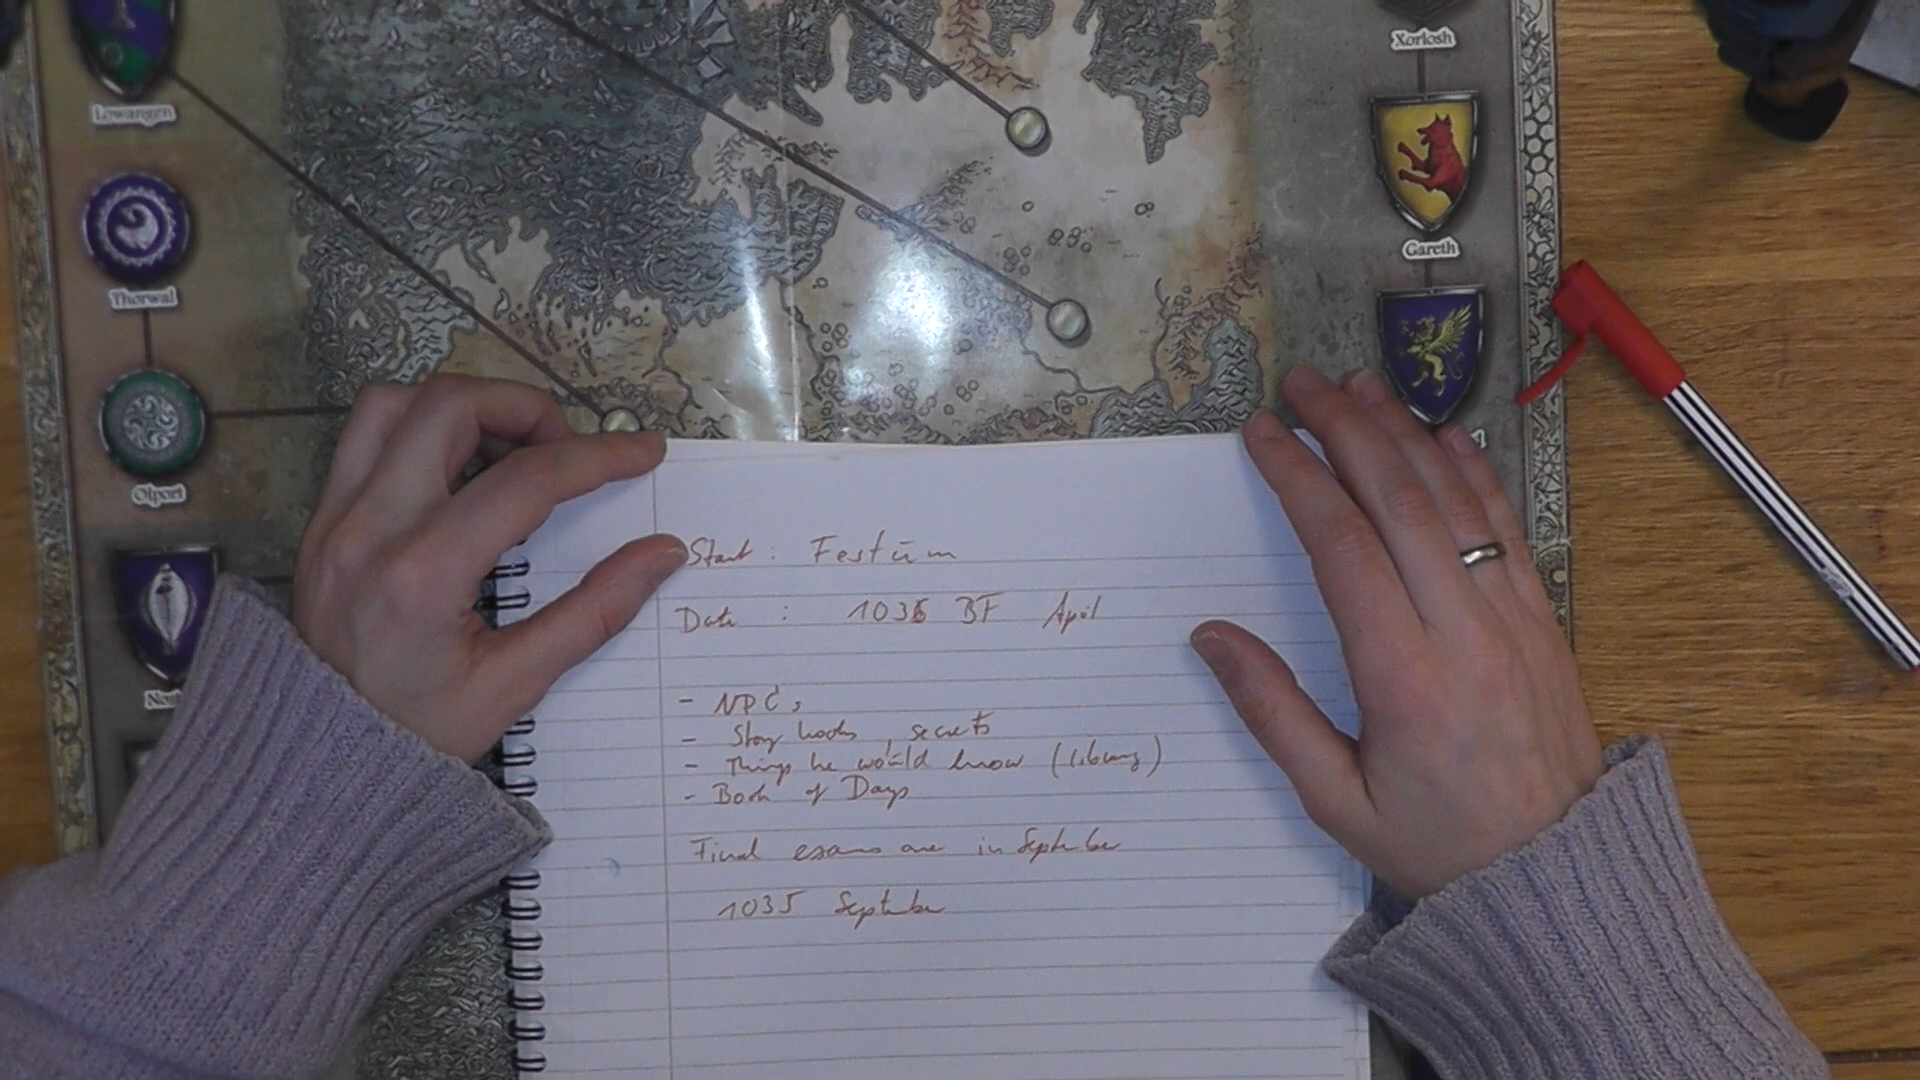 Lowangen
Thorwal
Olport
Xorlosh
Gareth
Start : Festum
Date : 1036 BF April
- NPCs
- Story hooks, secrets
- Things he would know (library)
- Book of Days
Final exams are in September
1035 September